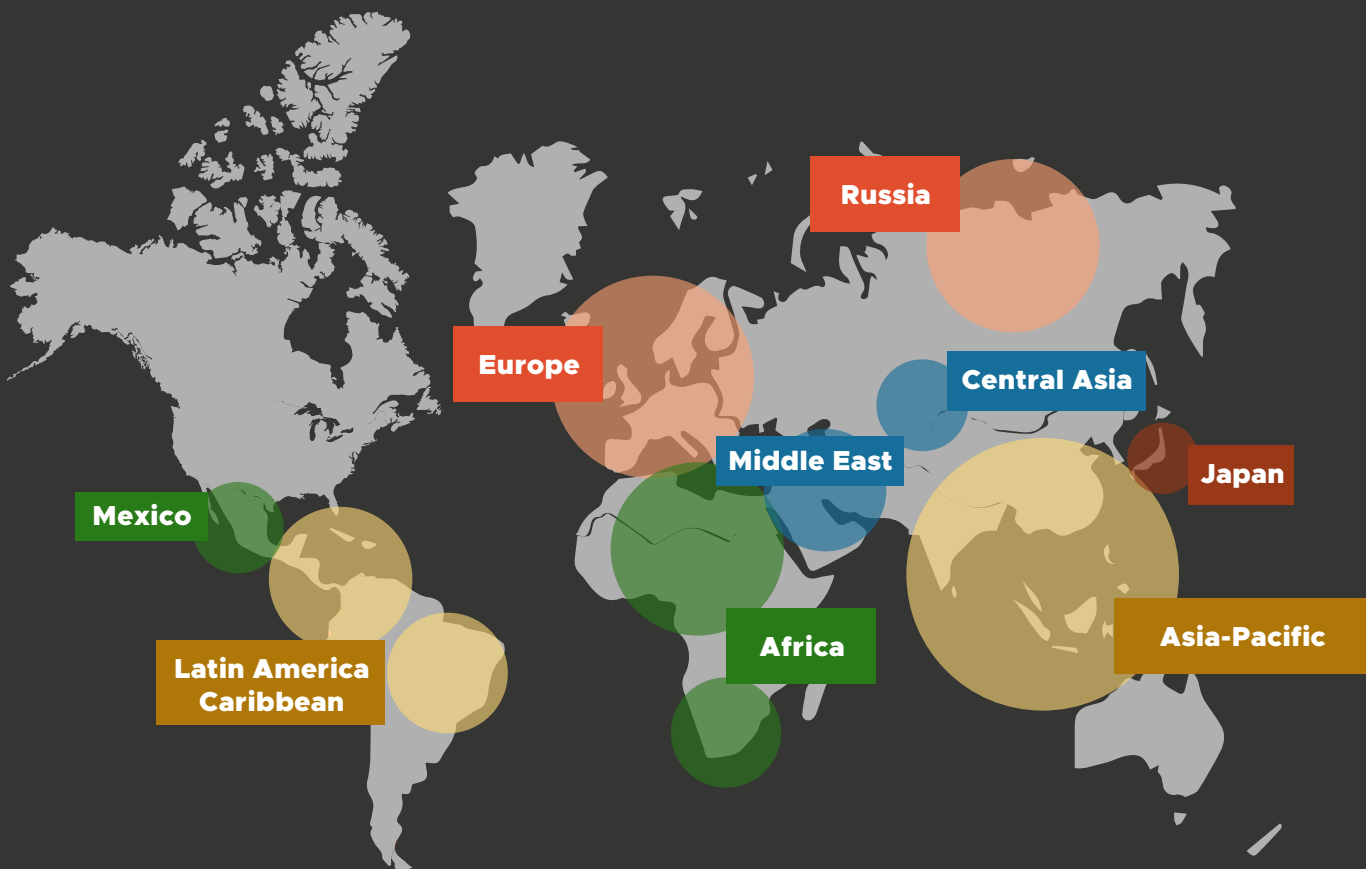 Russia
Europe
Central Asia
Middle East
Japan
Mexico
Africa
Asia-Pacific
Latin America
Caribbean